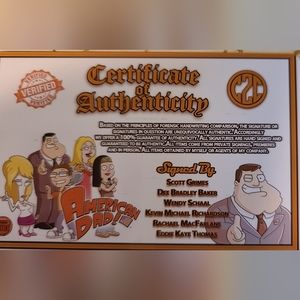 VERIFIED
C2C
Certificate
of
Authenticity
BASED ON THE PRINCIPLES OF FORENSIC HANDWRITING COMPARISON, THE SIGNATURE OR
SIGNATURES IN QUESTION ARE UNEQUIVOCALLY AUTHENTIC. ACCORDINGLY
WE OFFER A 100% GUARANTEE OF AUTHENTICITY. ALL SIGNATURES ARE HAND SIGNED AND
GUARANTEED TO BE AUTHENTIC. ALL ITEMS COME FROM PRIVATE SIGNINGS, PREMIERES
AND IN PERSON. ALL ITEMS OBTAINED BY MYSELF OR AGENTS OF MY COMPANY.
Signed By
SCOTT GRIMES
DEE BRADLEY BAKER
WENDY SCHAAL
KEVIN MICHAEL RICHARDSON
RACHAEL MACFARLANE
EDDIE KAYE THOMAS
AMERICAN
DAD!